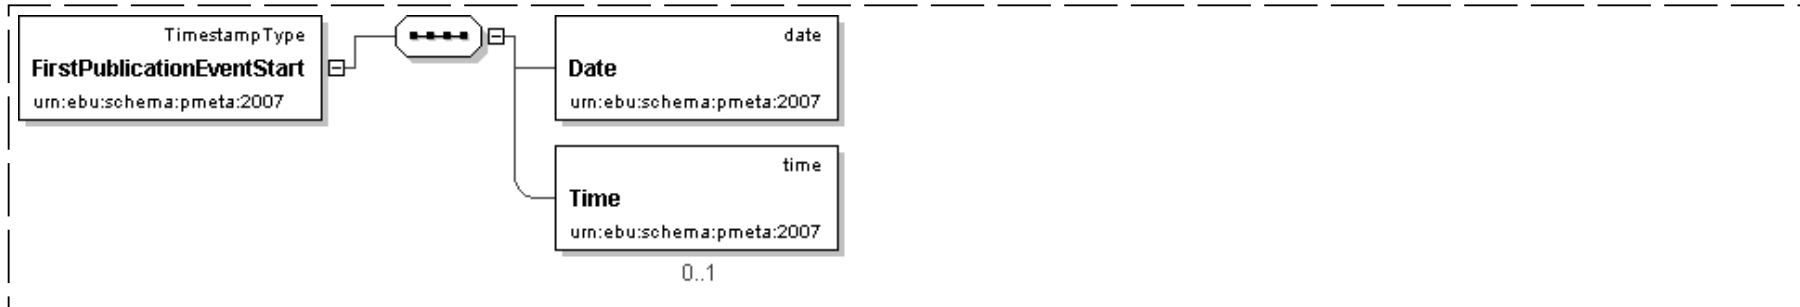 TimestampType
FirstPublicationEventStart
urn:ebu:schema:pmeta:2007
date
Date
urn:ebu:schema:pmeta:2007
time
Time
urn:ebu:schema:pmeta:2007
0..1